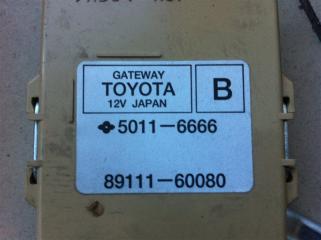 GATEWAY
TOYOTA
12V JAPAN
B
5011-6666
89111-60080